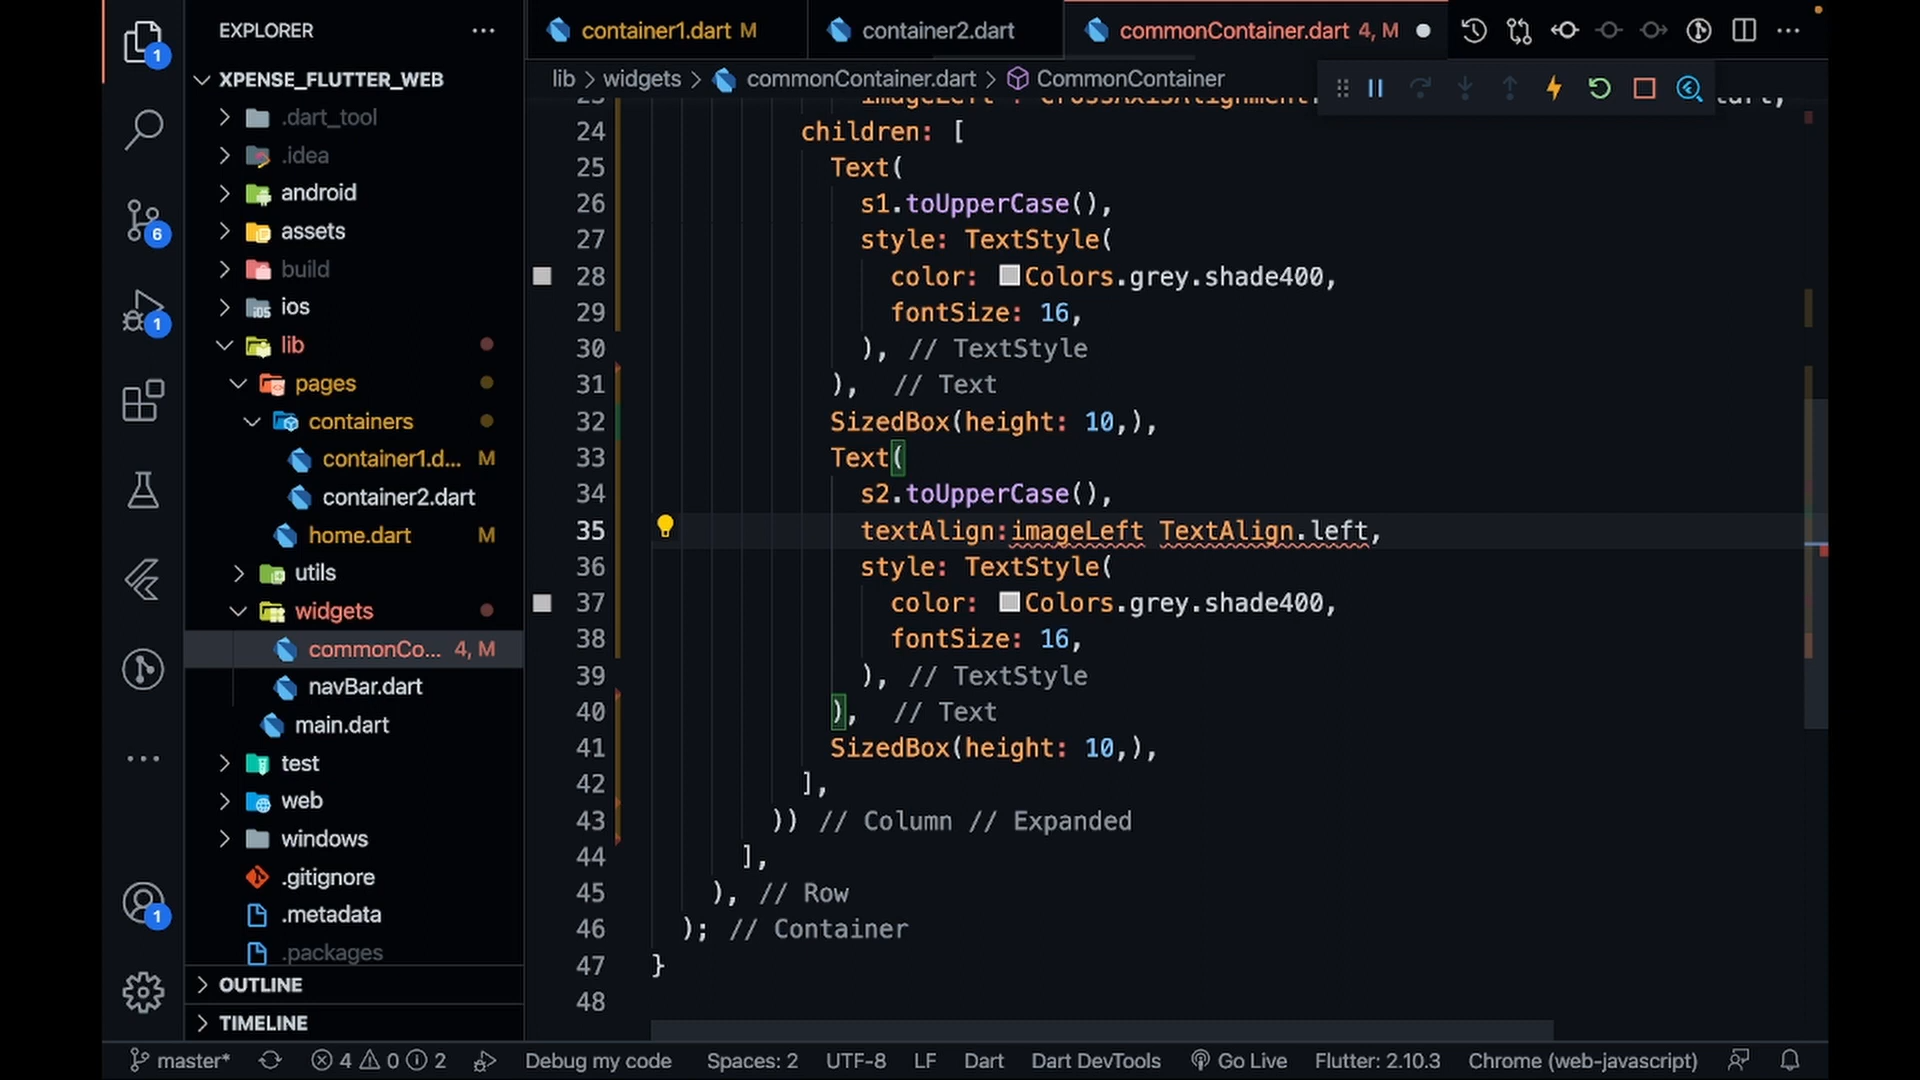 EXPLORER
XPENSE_FLUTTER_WEB
.dart_tool
.idea
android
assets
build
ios
lib
pages
containers
container1.d... M
container2.dart
home.dart M
utils
widgets
commonCo... 4, M
navBar.dart
main.dart
test
web
windows
.gitignore
.metadata
.packages
OUTLINE
TIMELINE
1
6
1
1
container1.dart M
container2.dart
commonContainer.dart 4, M
lib > widgets > commonContainer.dart > CommonContainer
24 children: [
25 Text(
26 s1.toUpperCase(),
27 style: TextStyle(
28 color: Colors.grey.shade400,
29 fontSize: 16,
30 ), // TextStyle
31 ), // Text
32 SizedBox(height: 10,),
33 Text(
34 s2.toUpperCase(),
35 textAlign:imageLeft TextAlign.left,
36 style: TextStyle(
37 color: Colors.grey.shade400,
38 fontSize: 16,
39 ), // TextStyle
40 ), // Text
41 SizedBox(height: 10,),
42 ],
43 )) // Column // Expanded
44 ],
45 ), // Row
46 ); // Container
47 }
48
master* 4 0 2 Debug my code Spaces: 2 UTF-8 LF Dart Dart DevTools Go Live Flutter: 2.10.3 Chrome (web-javascript)